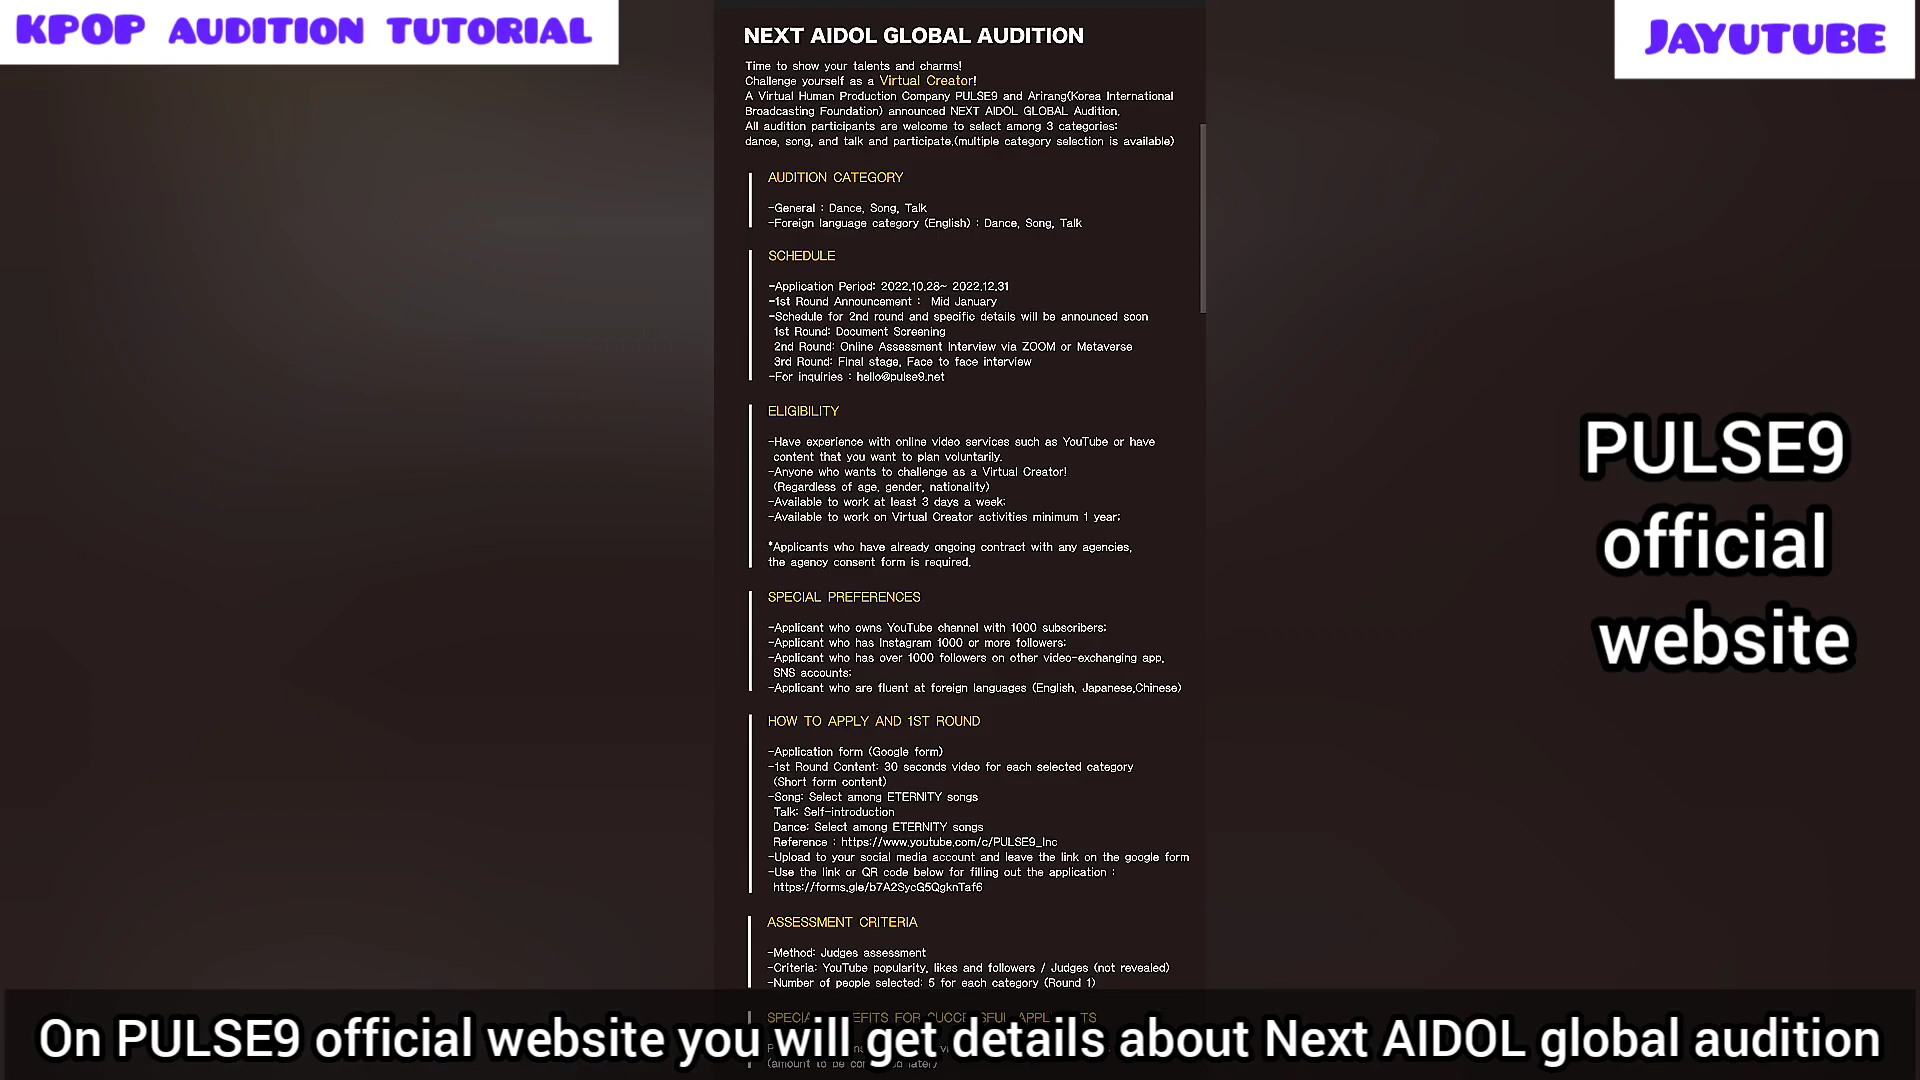 KPOP AUDITION TUTORIAL
JAYUTUBE
NEXT AIDOL GLOBAL AUDITION
Time to show your talents and charms!
Challenge yourself as a Virtual Creator!
A Virtual Human Production Company PULSE9 and Arirang(Korea International
Broadcasting Foundation) announced NEXT AIDOL GLOBAL Audition.
All audition participants are welcome to select among 3 categories:
dance, song, and talk and participate.(multiple category selection is available)
AUDITION CATEGORY
-General : Dance, Song, Talk
-Foreign language category (English) : Dance, Song, Talk
SCHEDULE
-Application Period: 2022.10.28~ 2022.12.31
-1st Round Announcement : Mid January
-Schedule for 2nd round and specific details will be announced soon
1st Round: Document Screening
2nd Round: Online Assessment Interview via ZOOM or Metaverse
3rd Round: Final stage, Face to face interview
-For inquiries : hello@pulse9.net
ELIGIBILITY
-Have experience with online video services such as YouTube or have
content that you want to plan voluntarily.
-Anyone who wants to challenge as a Virtual Creator!
(Regardless of age, gender, nationality)
-Available to work at least 3 days a week;
-Available to work on Virtual Creator activities minimum 1 year;
*Applicants who have already ongoing contract with any agencies,
the agency consent form is required.
SPECIAL PREFERENCES
-Applicant who owns YouTube channel with 1000 subscribers;
-Applicant who has Instagram 1000 or more followers;
-Applicant who has over 1000 followers on other video-exchanging app,
SNS accounts;
-Applicant who are fluent at foreign languages (English, Japanese,Chinese)
HOW TO APPLY AND 1ST ROUND
-Application form (Google form)
-1st Round Content: 30 seconds video for each selected category
(Short form content)
-Song: Select among ETERNITY songs
Talk: Self-introduction
Dance: Select among ETERNITY songs
Reference : https://www.youtube.com/c/PULSE9_Inc
-Upload to your social media account and leave the link on the google form
-Use the link or QR code below for filling out the application :
https://forms.gle/b7A2SycG5QgknTaf6
ASSESSMENT CRITERIA
-Method: Judges assessment
-Criteria: YouTube popularity, likes and followers / Judges (not revealed)
-Number of people selected: 5 for each category (Round 1)
PULSE9
official
website
On PULSE9 official website you will get details about Next AIDOL global audition